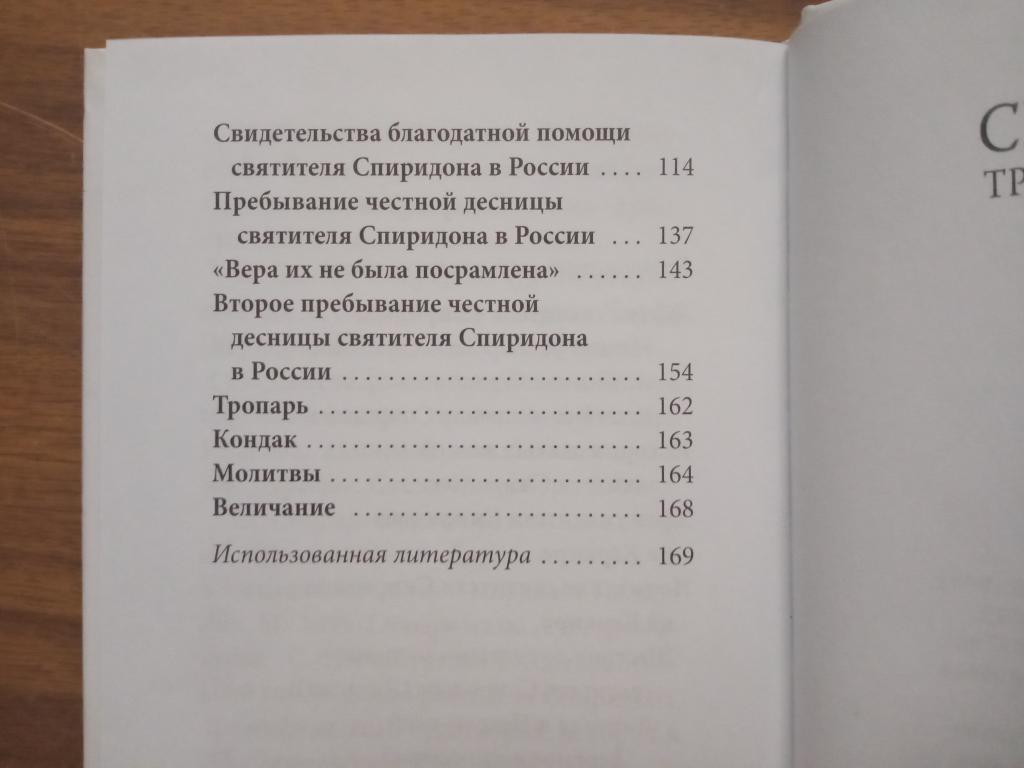 Свидетельства благодатной помощи
святителя Спиридона в России .... 114
Пребывание честной десницы
святителя Спиридона в России ... 137
«Вера их не была посрамлена» ...... 143
Второе пребывание честной
десницы святителя Спиридона
в России ........................... 154
Тропарь ............................. 162
Кондак .............................. 163
Молитвы ............................ 164
Величание .......................... 168
Использованная литература ......... 169
С
ТР